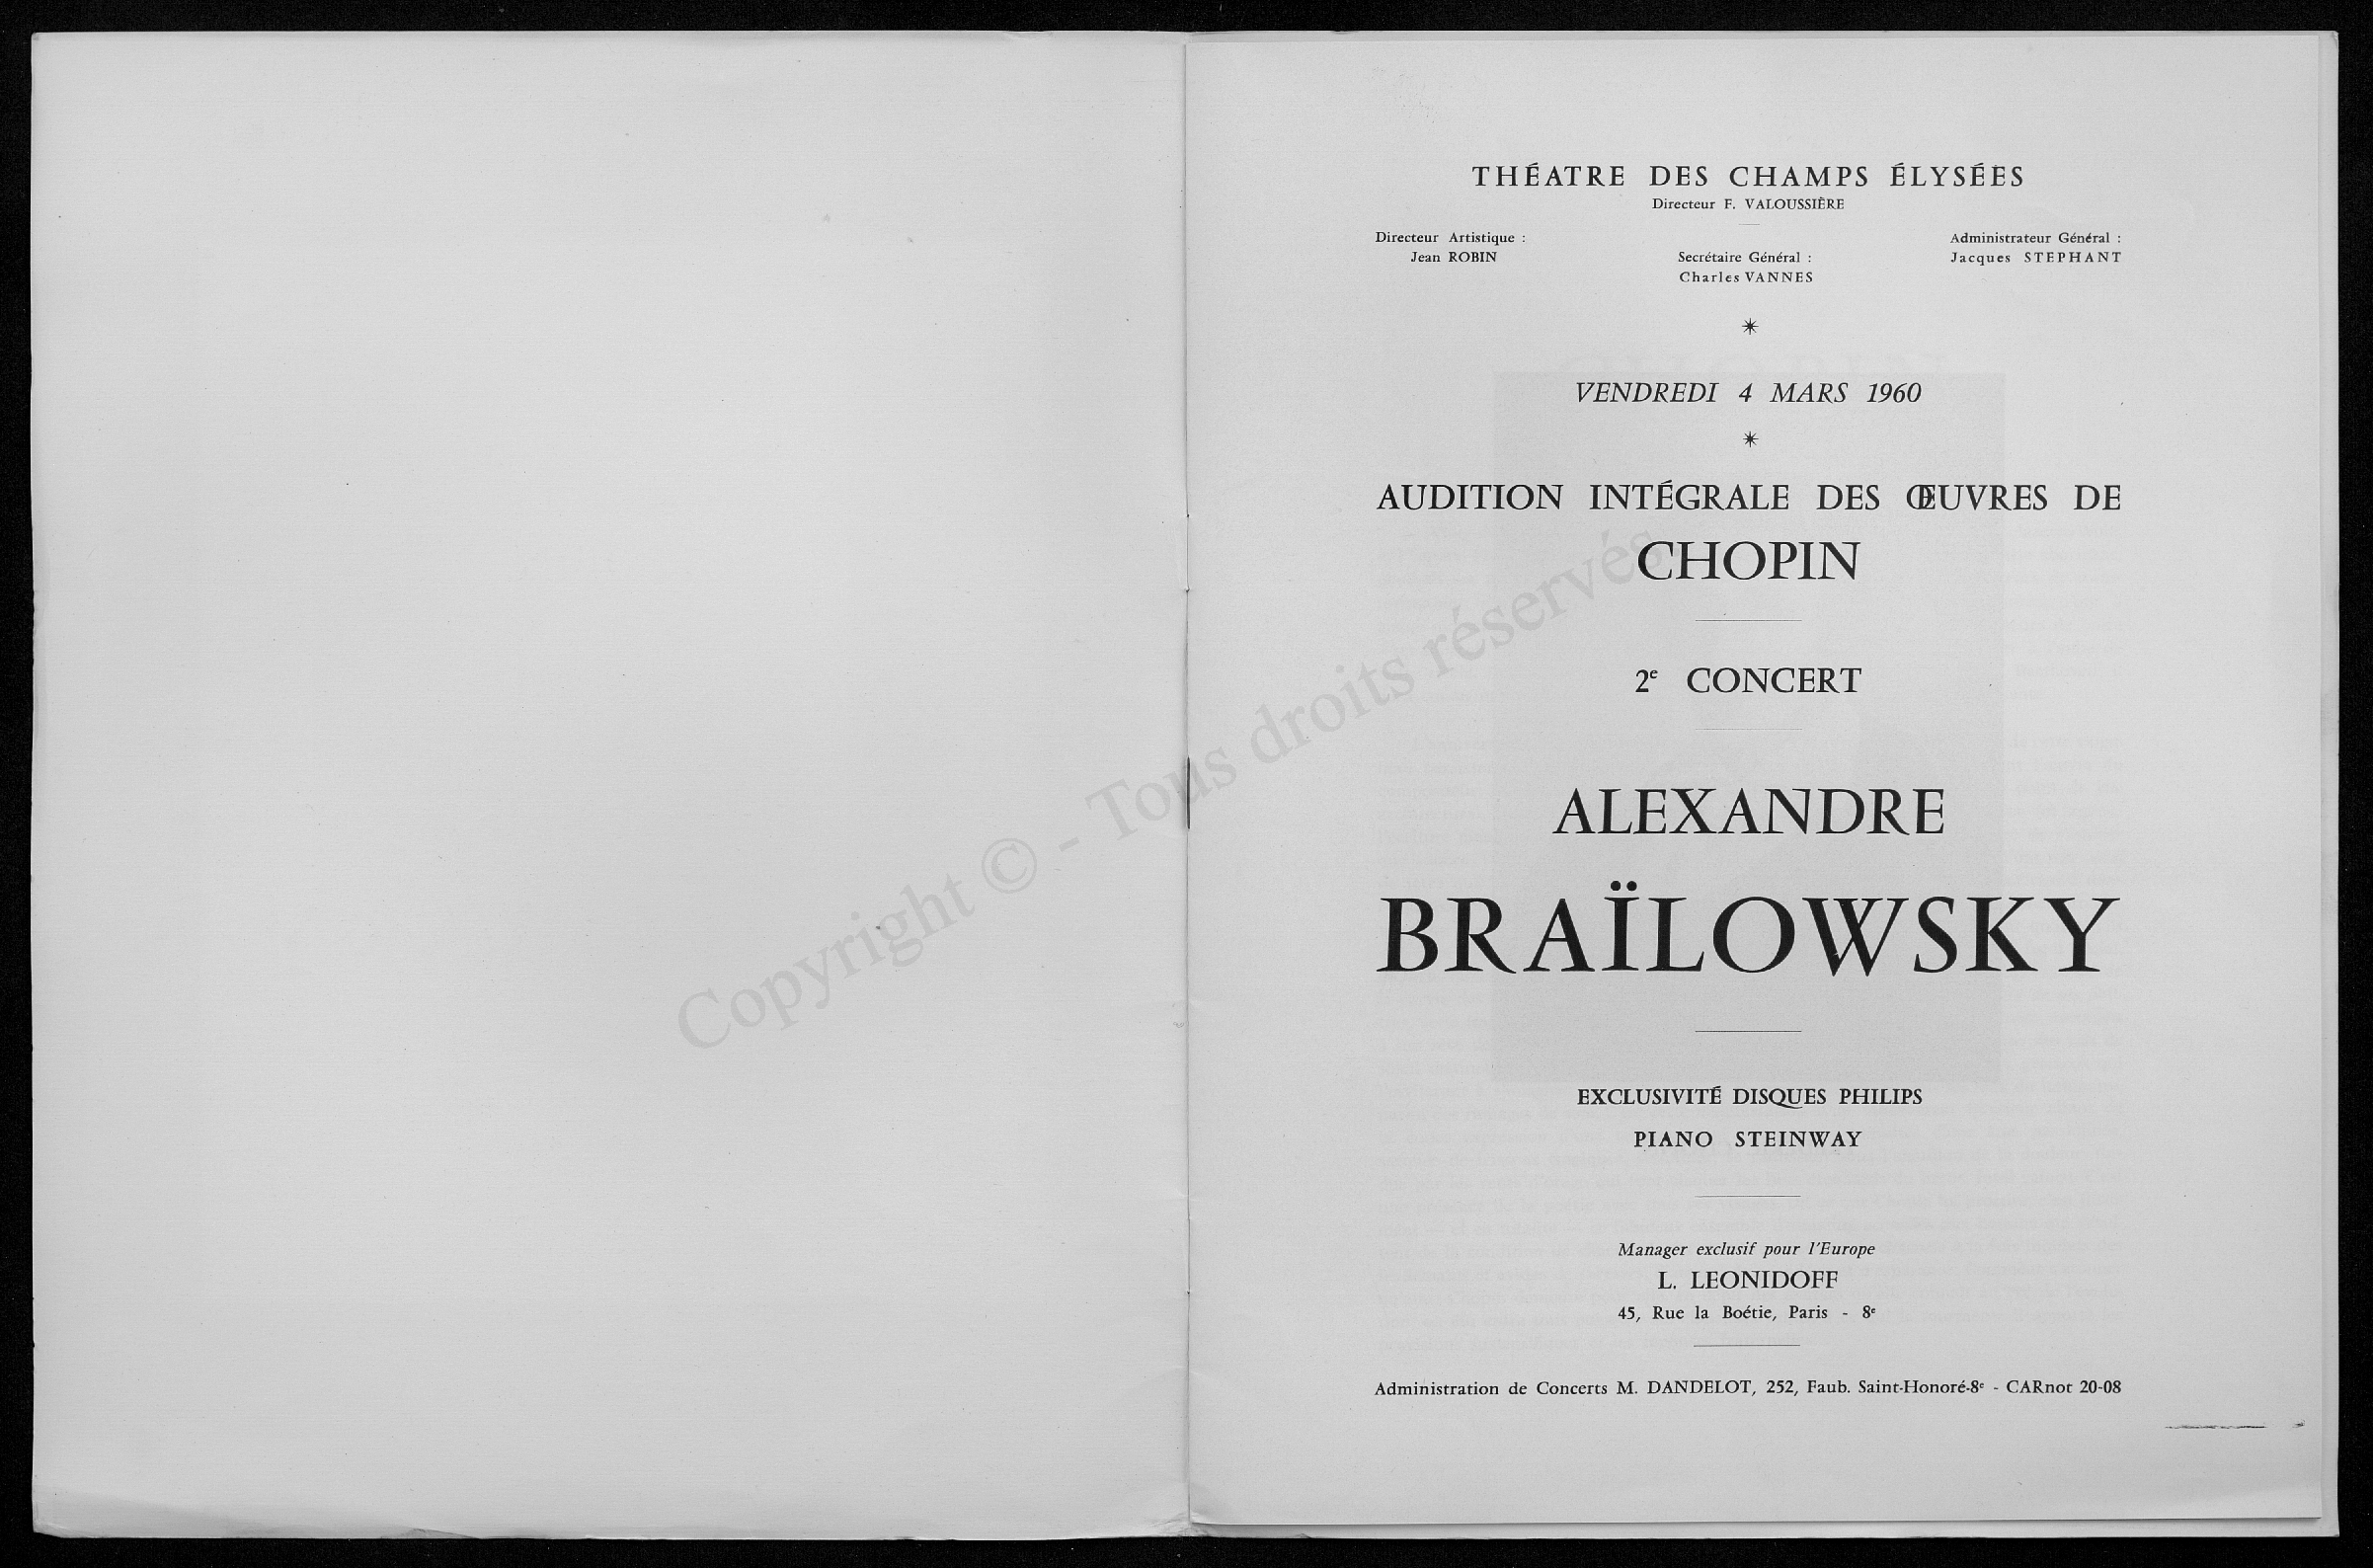 THÉATRE DES CHAMPS ÉLYSÉES
Directeur F. VALOUSSIÈRE
Directeur Artistique :
Jean ROBIN
Secrétaire Général :
Charles VANNES
Administrateur Général :
Jacques STEPHANT
VENDREDI 4 MARS 1960
AUDITION INTÉGRALE DES ŒUVRES DE
CHOPIN
2e CONCERT
ALEXANDRE
BRAÏLOWSKY
EXCLUSIVITÉ DISQUES PHILIPS
PIANO STEINWAY
Manager exclusif pour l'Europe
L. LEONIDOFF
45, Rue la Boétie, Paris - 8e
Administration de Concerts M. DANDELOT, 252, Faub. Saint-Honoré-8e - CARnot 20-08
Copyright © - Tous droits réservés